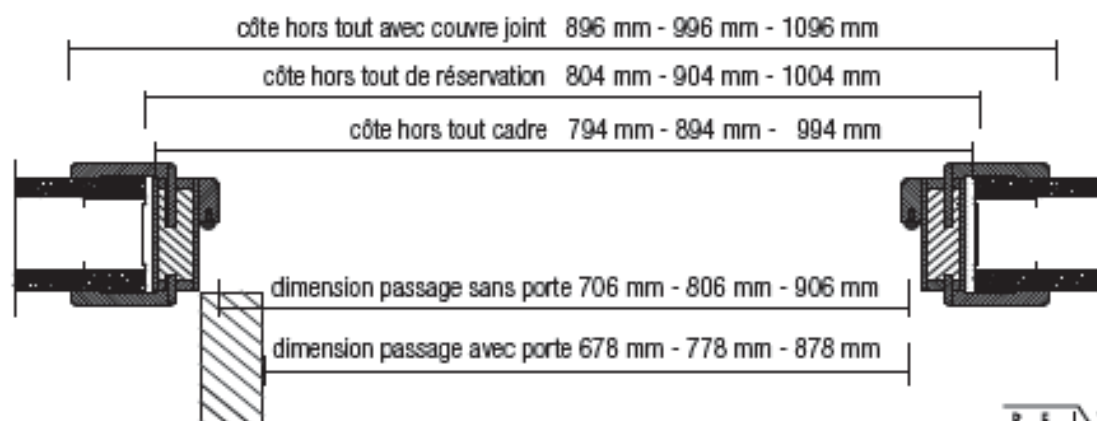 côte hors tout avec couvre joint 896 mm - 996 mm - 1096 mm
côte hors tout de réservation 804 mm - 904 mm - 1004 mm
côte hors tout cadre 794 mm - 894 mm - 994 mm
dimension passage sans porte 706 mm - 806 mm - 906 mm
dimension passage avec porte 678 mm - 778 mm - 878 mm